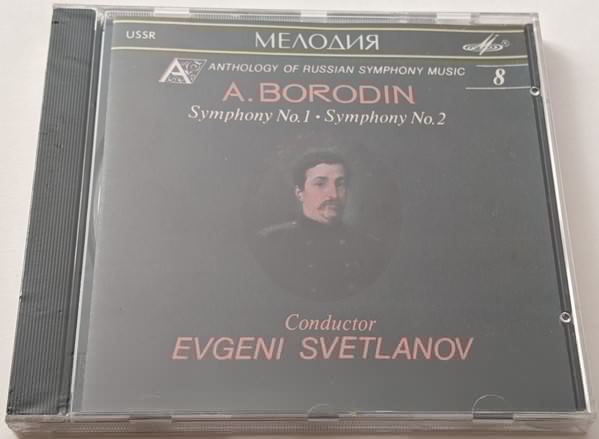 USSR
МЕЛОДИЯ
ANTHOLOGY OF RUSSIAN SYMPHONY MUSIC
8
A. BORODIN
Symphony No. 1 • Symphony No. 2
Conductor
EVGENI SVETLANOV